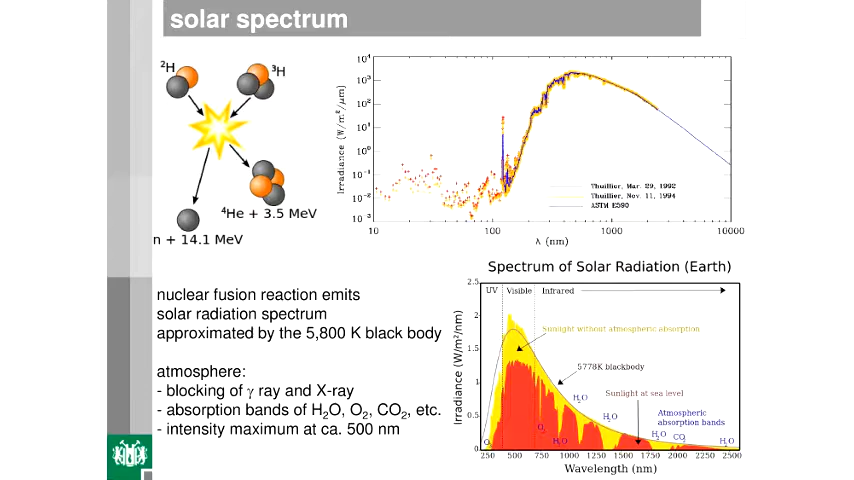 solar spectrum
²H
³H
⁴He + 3.5 MeV
n + 14.1 MeV
Irradiance (W/m²/μm)
10⁴
10³
10²
10¹
10⁰
10⁻¹
10⁻²
10⁻³
10 100 1000 10000
λ (nm)
Thuillier, Mar. 29, 1992
Thuillier, Nov. 11, 1994
ASTM E590
nuclear fusion reaction emits
solar radiation spectrum
approximated by the 5,800 K black body
atmosphere:
- blocking of γ ray and X-ray
- absorption bands of H₂O, O₂, CO₂, etc.
- intensity maximum at ca. 500 nm
Spectrum of Solar Radiation (Earth)
Irradiance (W/m²/nm)
2.5
2
1.5
1
0.5
0
UV Visible Infrared
Sunlight without atmospheric absorption
5778K blackbody
Sunlight at sea level
H₂O
H₂O
Atmospheric
absorption bands
O₂
H₂O
H₂O
CO₂
H₂O
250 500 750 1000 1250 1500 1750 2000 2250 2500
Wavelength (nm)